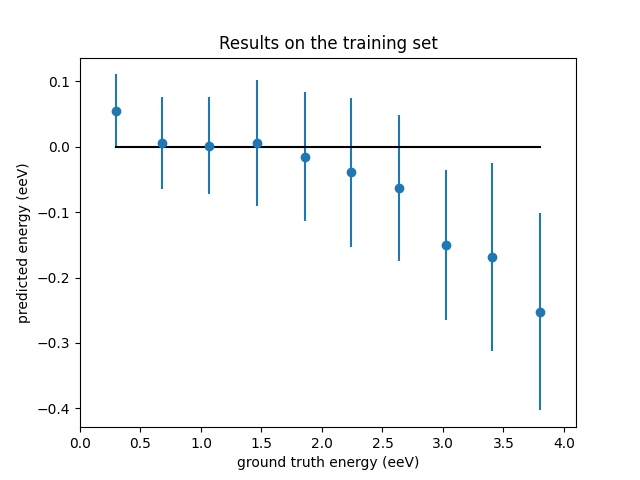 Results on the training set
predicted energy (eeV)
0.1
0.0
−0.1
−0.2
−0.3
−0.4
0.0 0.5 1.0 1.5 2.0 2.5 3.0 3.5 4.0
ground truth energy (eeV)